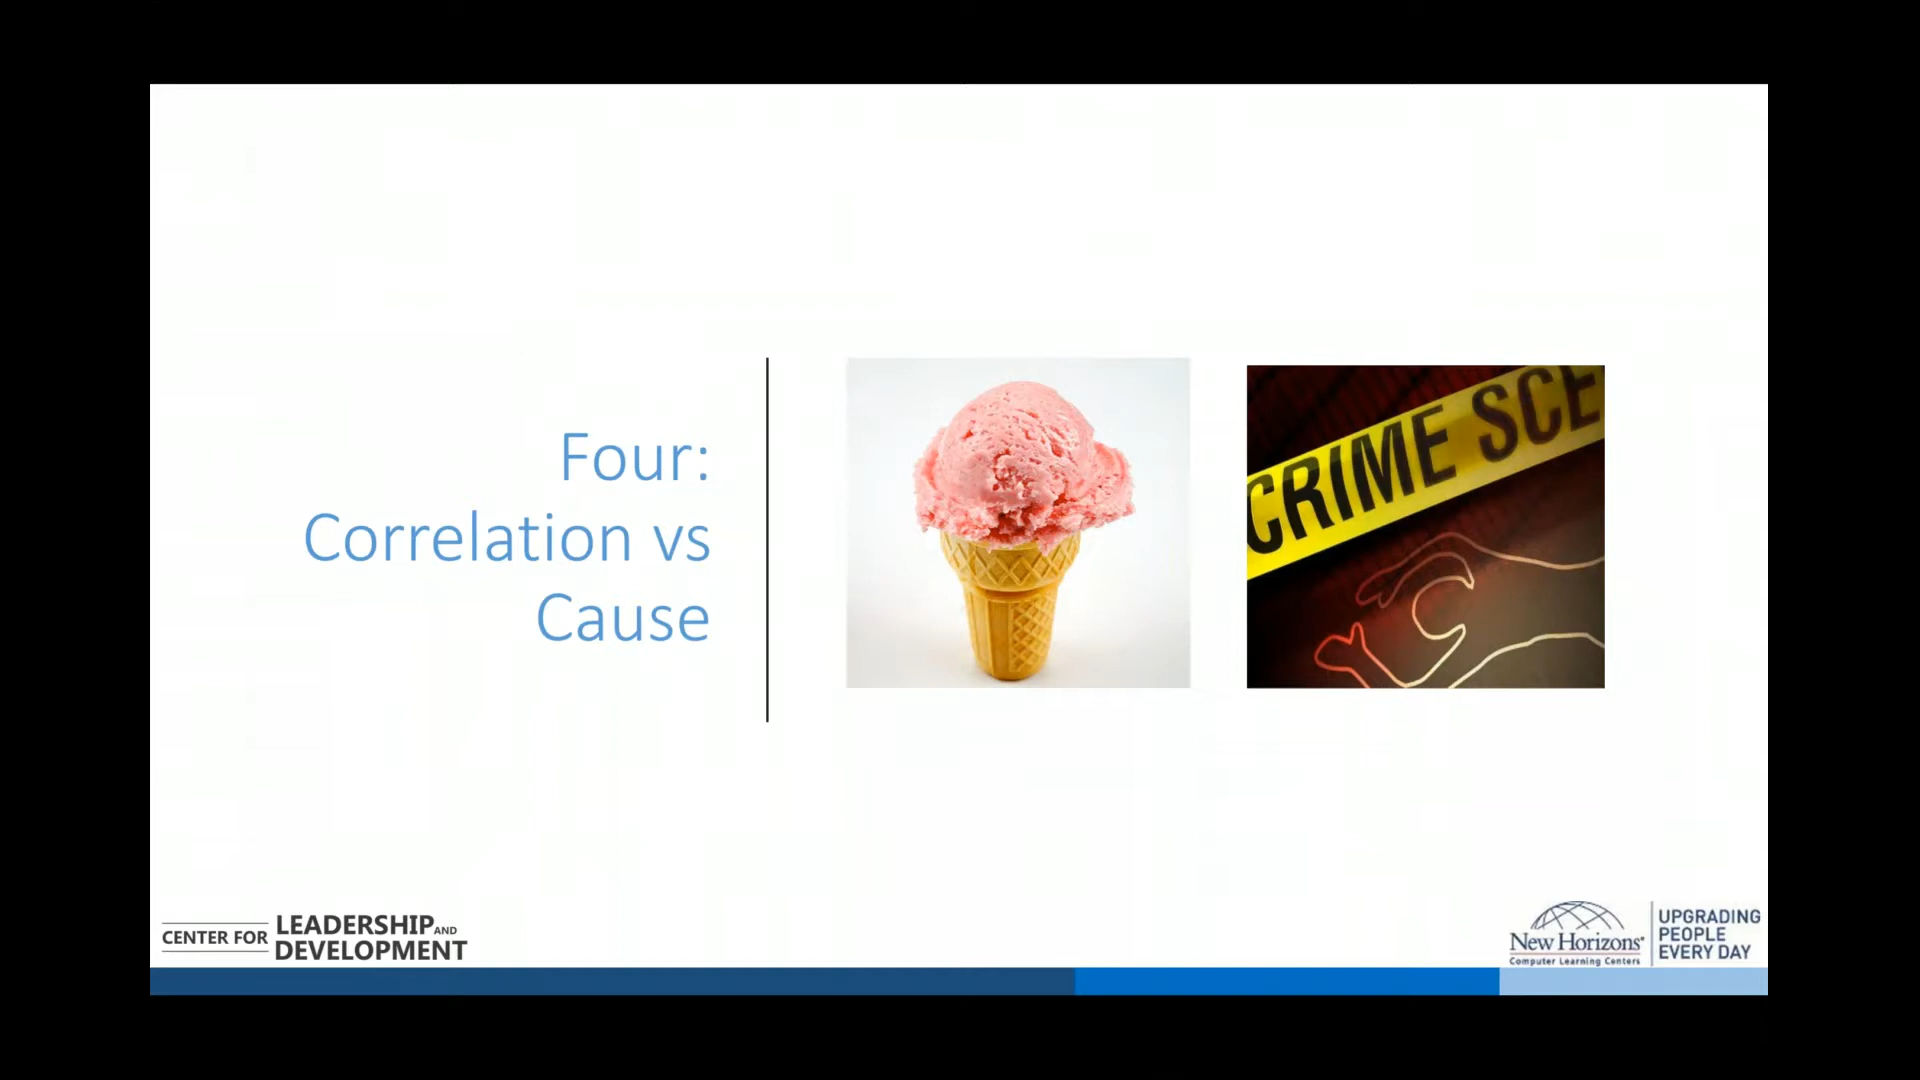 Four:
Correlation vs
Cause
CRIME SCE
CENTER FOR LEADERSHIP AND
DEVELOPMENT
New Horizons®
Computer Learning Centers
UPGRADING
PEOPLE
EVERY DAY